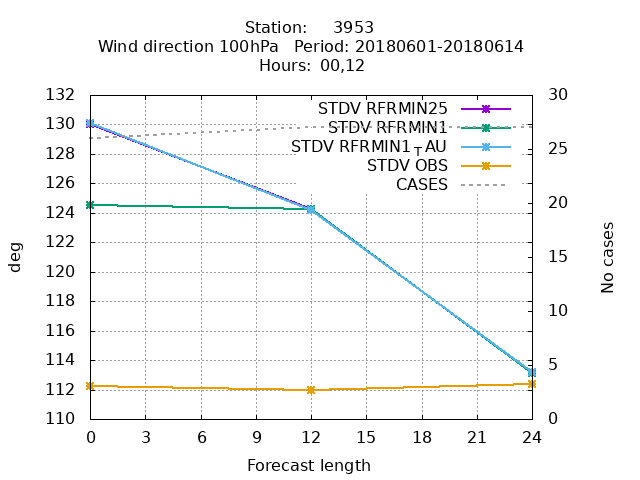 Station: 3953
Wind direction 100hPa Period: 20180601-20180614
Hours: 00,12
132
130
128
126
124
122
120
118
116
114
112
110
deg
STDV RFRMIN25
STDV RFRMIN1
STDV RFRMIN1TAU
STDV OBS
CASES
30
25
20
15
10
5
0
No cases
0 3 6 9 12 15 18 21 24
Forecast length